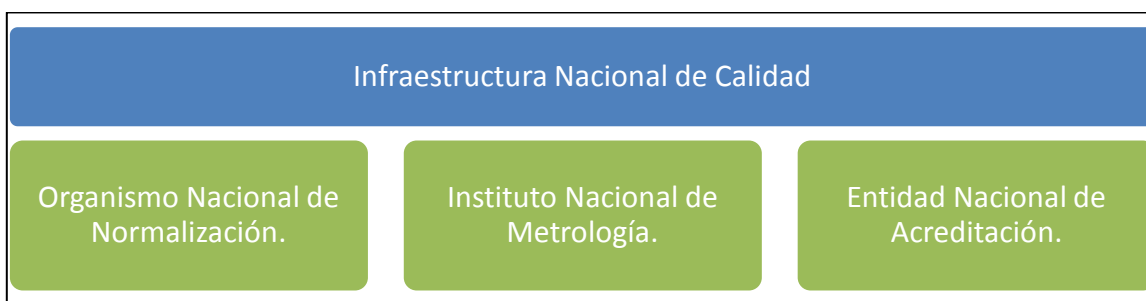 Infraestructura Nacional de Calidad
Organismo Nacional de
Normalización.
Instituto Nacional de
Metrología.
Entidad Nacional de
Acreditación.